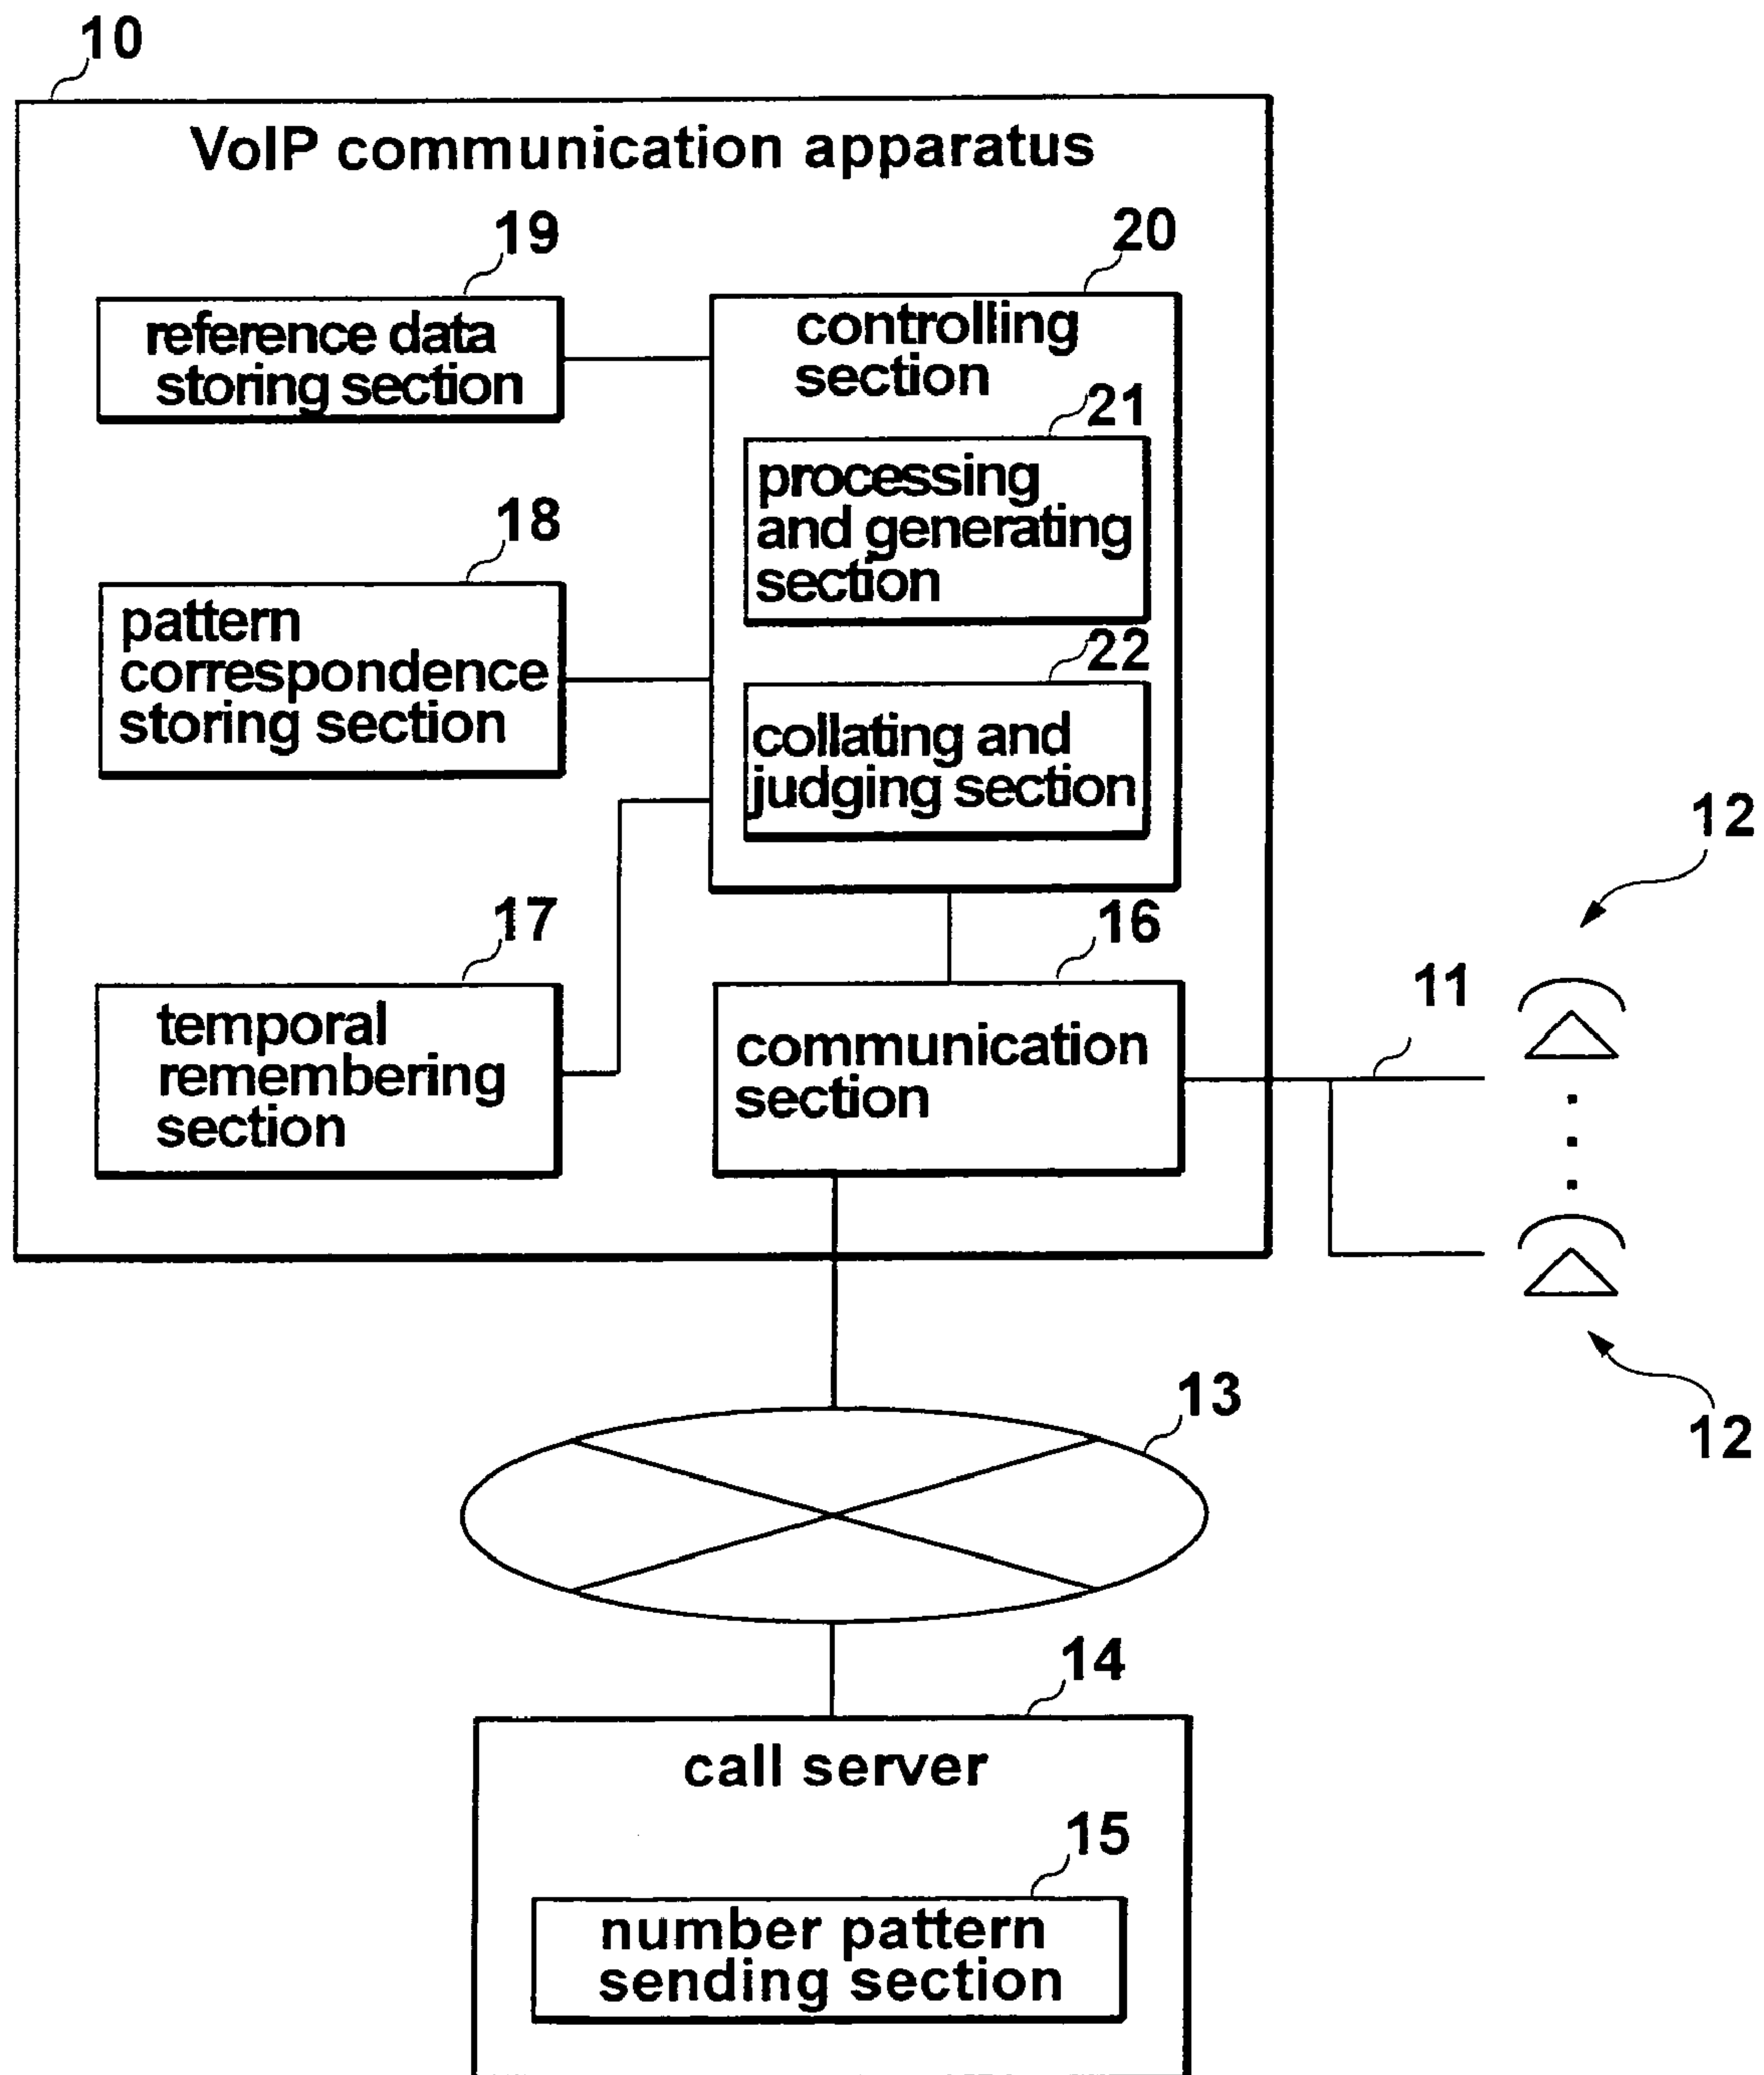 10
VoIP communication apparatus
19
reference data
storing section
20
controlling
section
21
processing
and generating
section
18
pattern
correspondence
storing section
22
collating and
judging section
12
17
temporal
remembering
section
16
communication
section
11
12
13
14
call server
15
number pattern
sending section